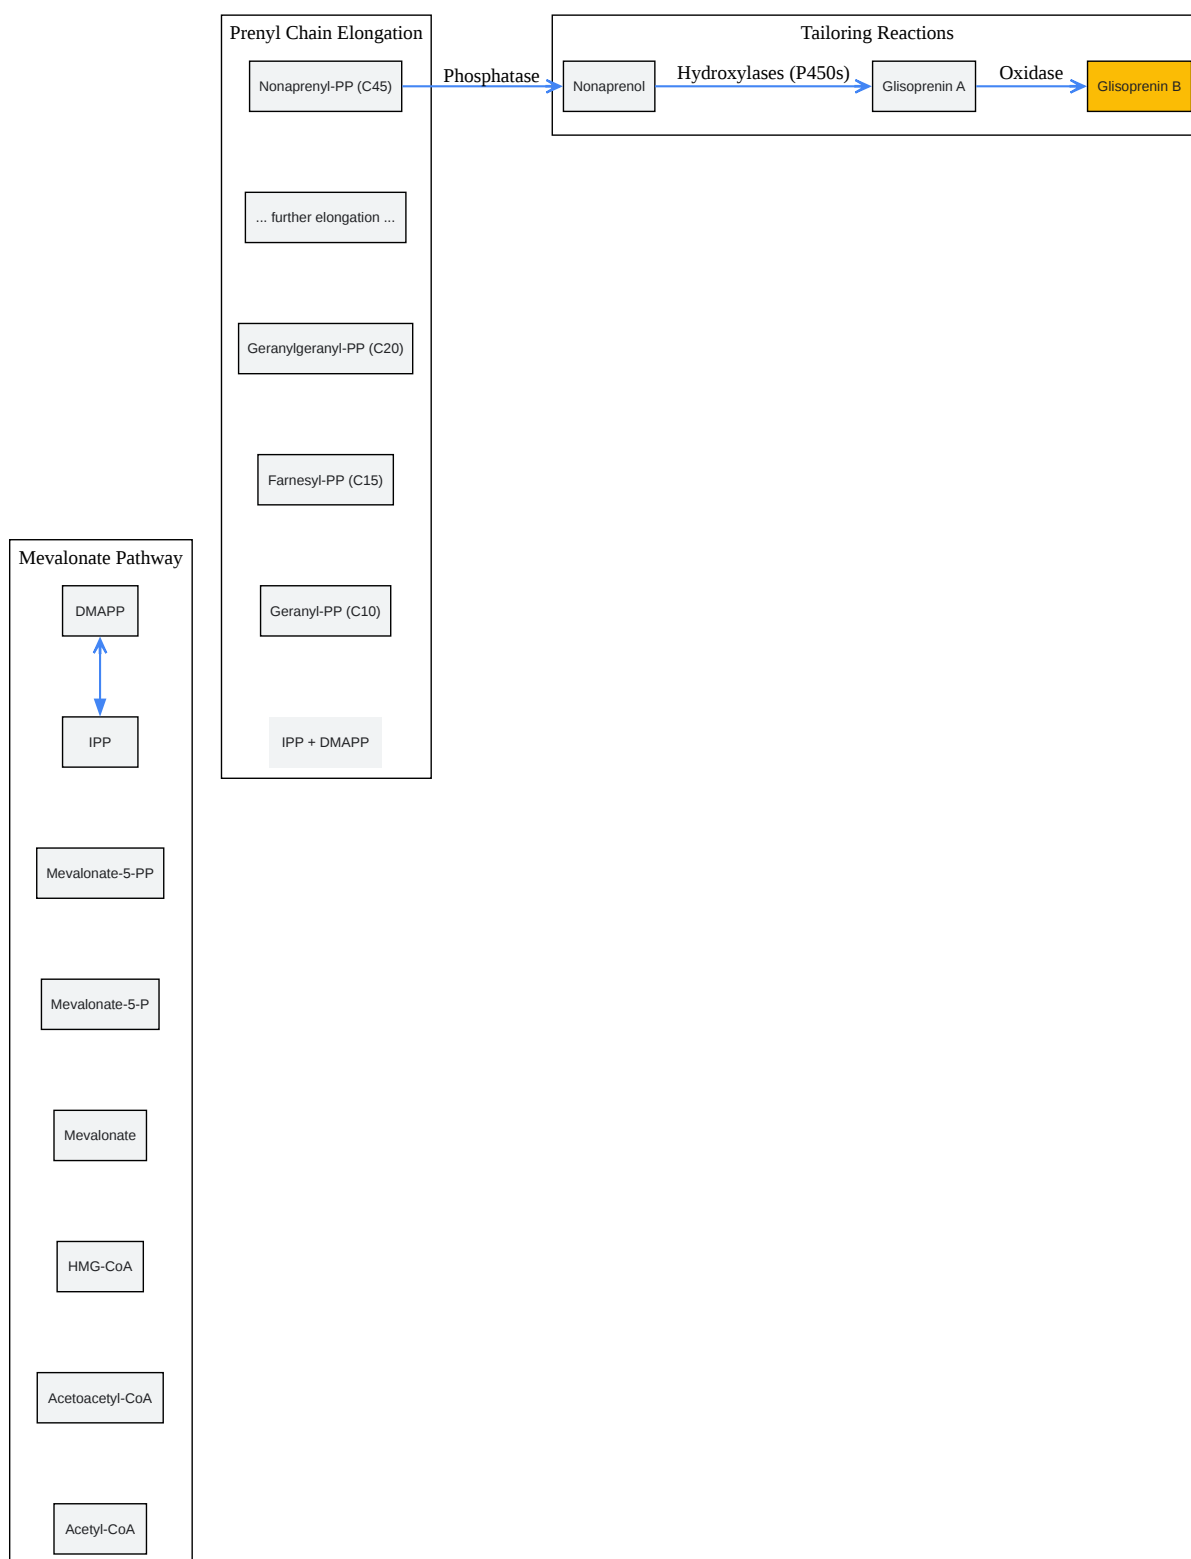 Prenyl Chain Elongation
Nonaprenyl-PP (C45)
... further elongation ...
Geranylgeranyl-PP (C20)
Farnesyl-PP (C15)
Geranyl-PP (C10)
IPP + DMAPP
Phosphatase
Tailoring Reactions
Nonaprenol
Hydroxylases (P450s)
Glisoprenin A
Oxidase
Glisoprenin B
Mevalonate Pathway
DMAPP
IPP
Mevalonate-5-PP
Mevalonate-5-P
Mevalonate
HMG-CoA
Acetoacetyl-CoA
Acetyl-CoA